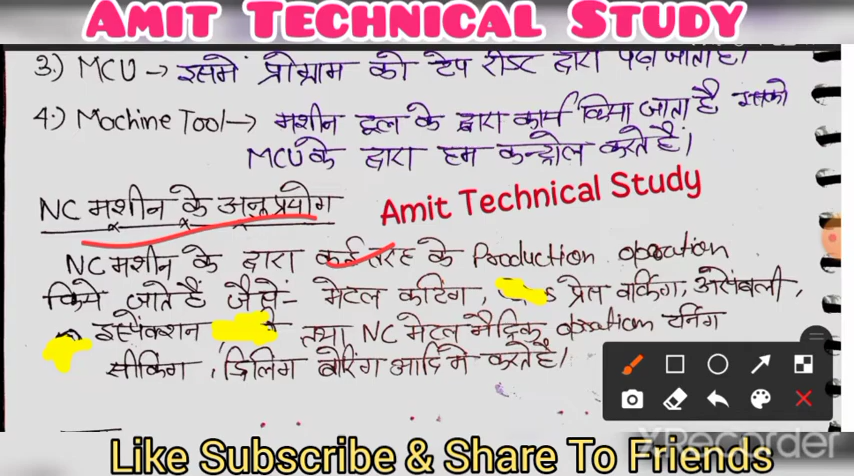 AMIT TECHNICAL STUDY
3.) MCU → इसमे प्रोग्राम को टेप रीडर द्वारा पढा जाता है।
4.) Machine Tool → मशीन टूल के द्वारा कार्य किया जाता है इसको
MCU के द्वारा हम कन्ट्रोल करते हैं।
NC मशीन के अनुप्रयोग
Amit Technical Study
NC मशीन के द्वारा कई तरह के Production operation
किये जाते हैं जैसे- मेटल कटिंग, प्रेस वर्किंग, असेंबली,
इस्पेक्शन तथा NC मेटल operation टर्निग
ड्रिलिग बोरिंग आदि मे करते है।
XRecorder
Like Subscribe & Share To Friends